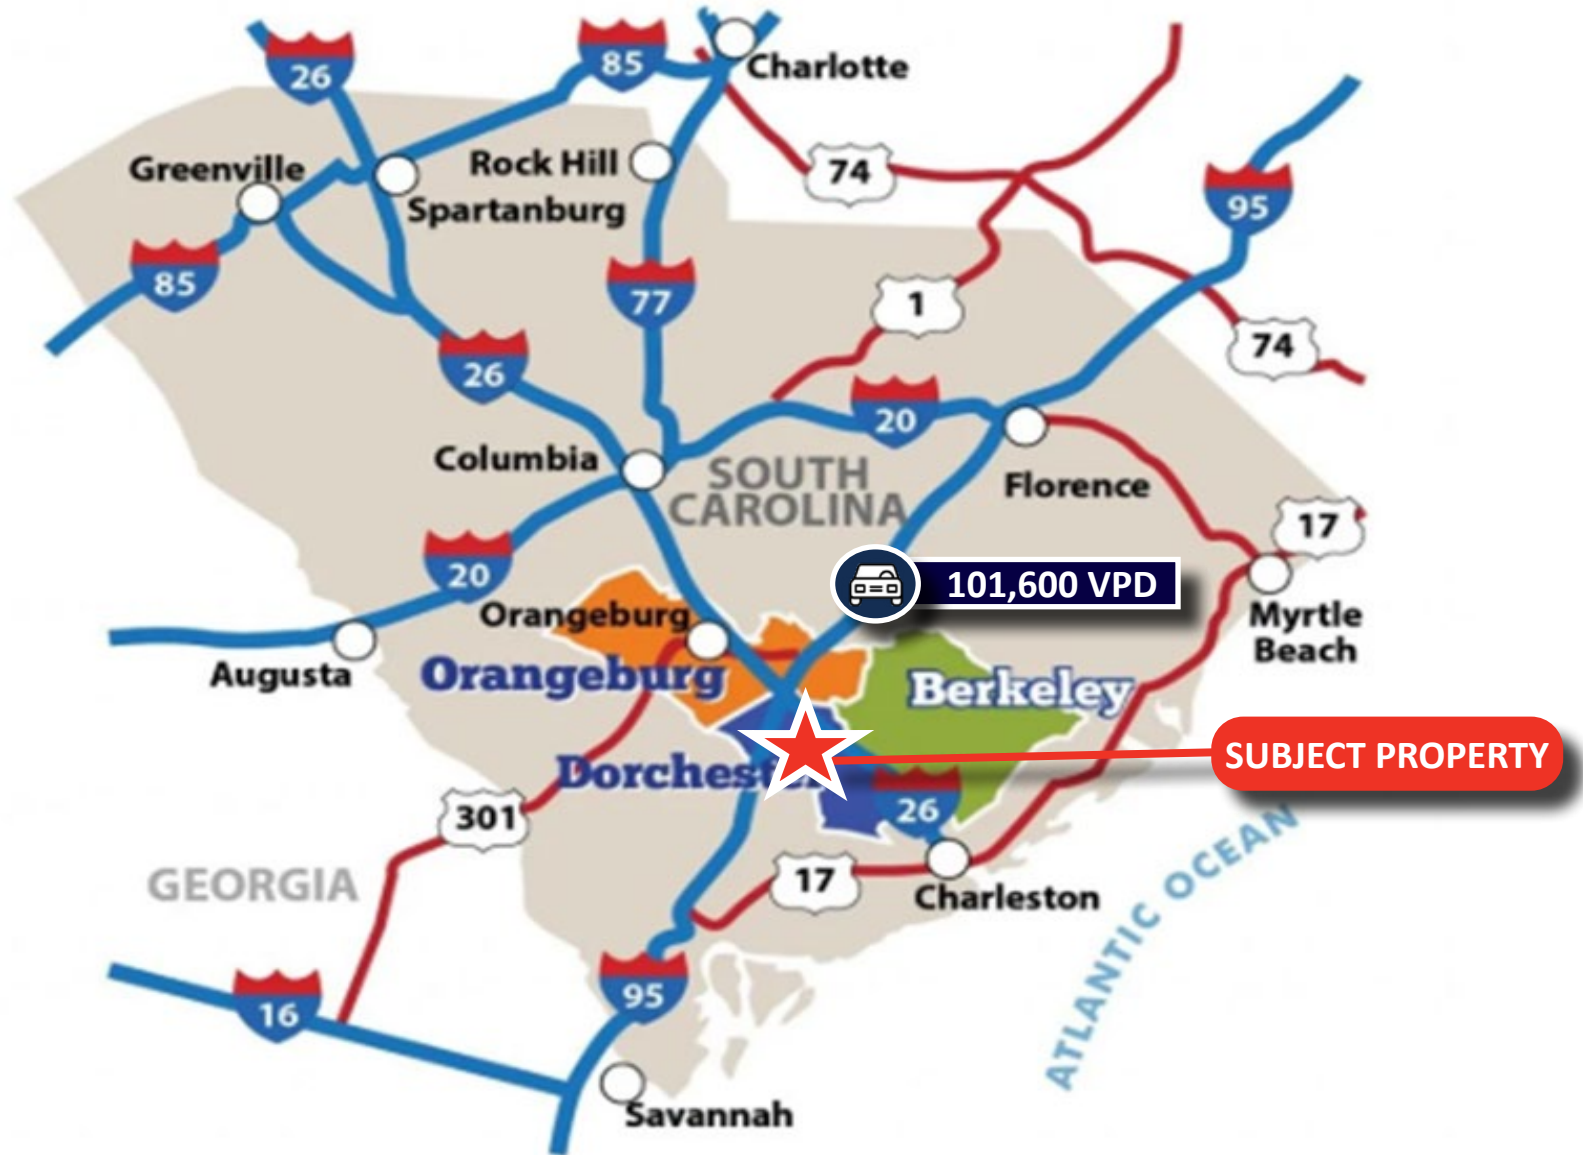 26
85
Charlotte
Greenville
Rock Hill
74
Spartanburg
95
85
77
1
74
26
20
Columbia
SOUTH
CAROLINA
Florence
17
20
101,600 VPD
Orangeburg
Myrtle
Beach
Augusta
Orangeburg
Berkeley
SUBJECT PROPERTY
Dorchest
26
301
17
GEORGIA
Charleston
ATLANTIC OCEAN
95
16
Savannah